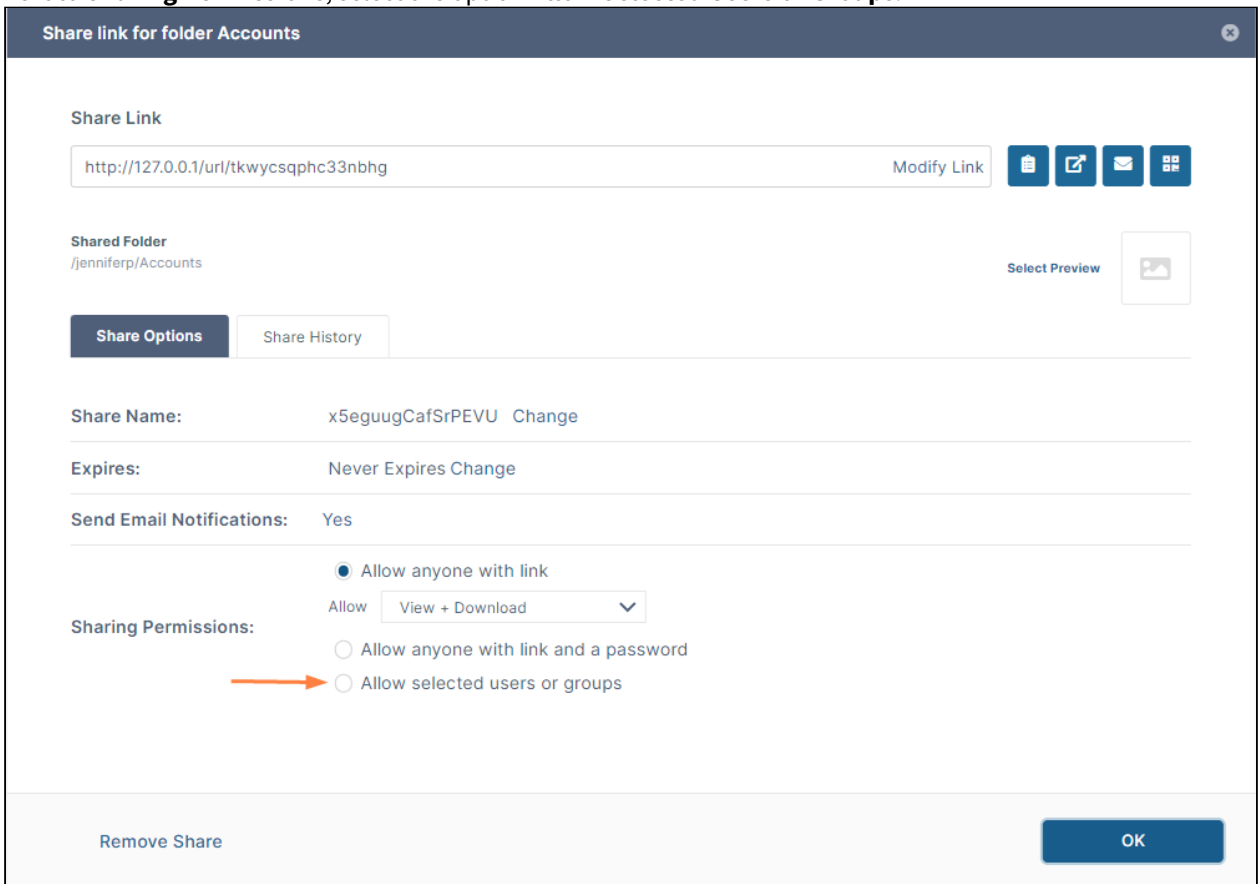 Share link for folder Accounts
Share Link
http://127.0.0.1/url/tkwycsqphc33nbhg Modify Link
Shared Folder
/jenniferp/Accounts
Select Preview
Share Options Share History
Share Name: x5eguugCafSrPEVU Change
Expires: Never Expires Change
Send Email Notifications: Yes
Allow anyone with link
Allow View + Download
Sharing Permissions:
Allow anyone with link and a password
Allow selected users or groups
Remove Share OK